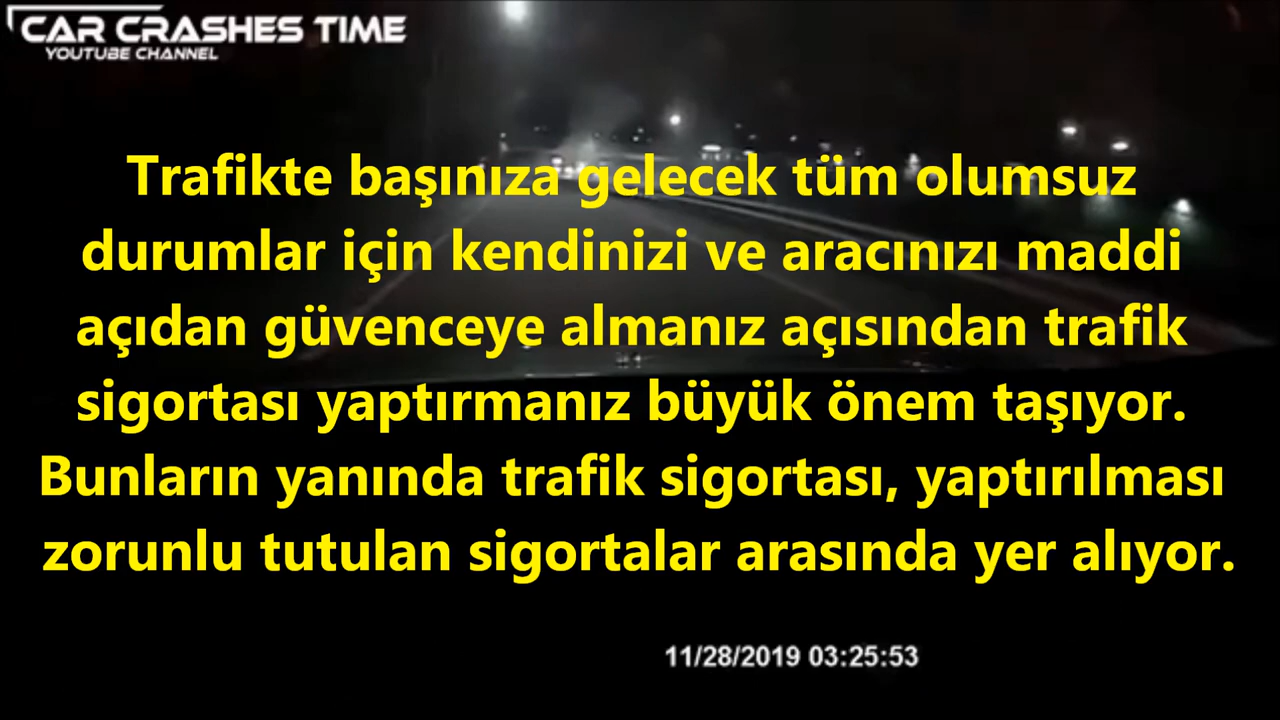 CAR CRASHES TIME
YOUTUBE CHANNEL
Trafikte başınıza gelecek tüm olumsuz
durumlar için kendinizi ve aracınızı maddi
açıdan güvenceye almanız açısından trafik
sigortası yaptırmanız büyük önem taşıyor.
Bunların yanında trafik sigortası, yaptırılması
zorunlu tutulan sigortalar arasında yer alıyor.
11/28/2019 03:25:53